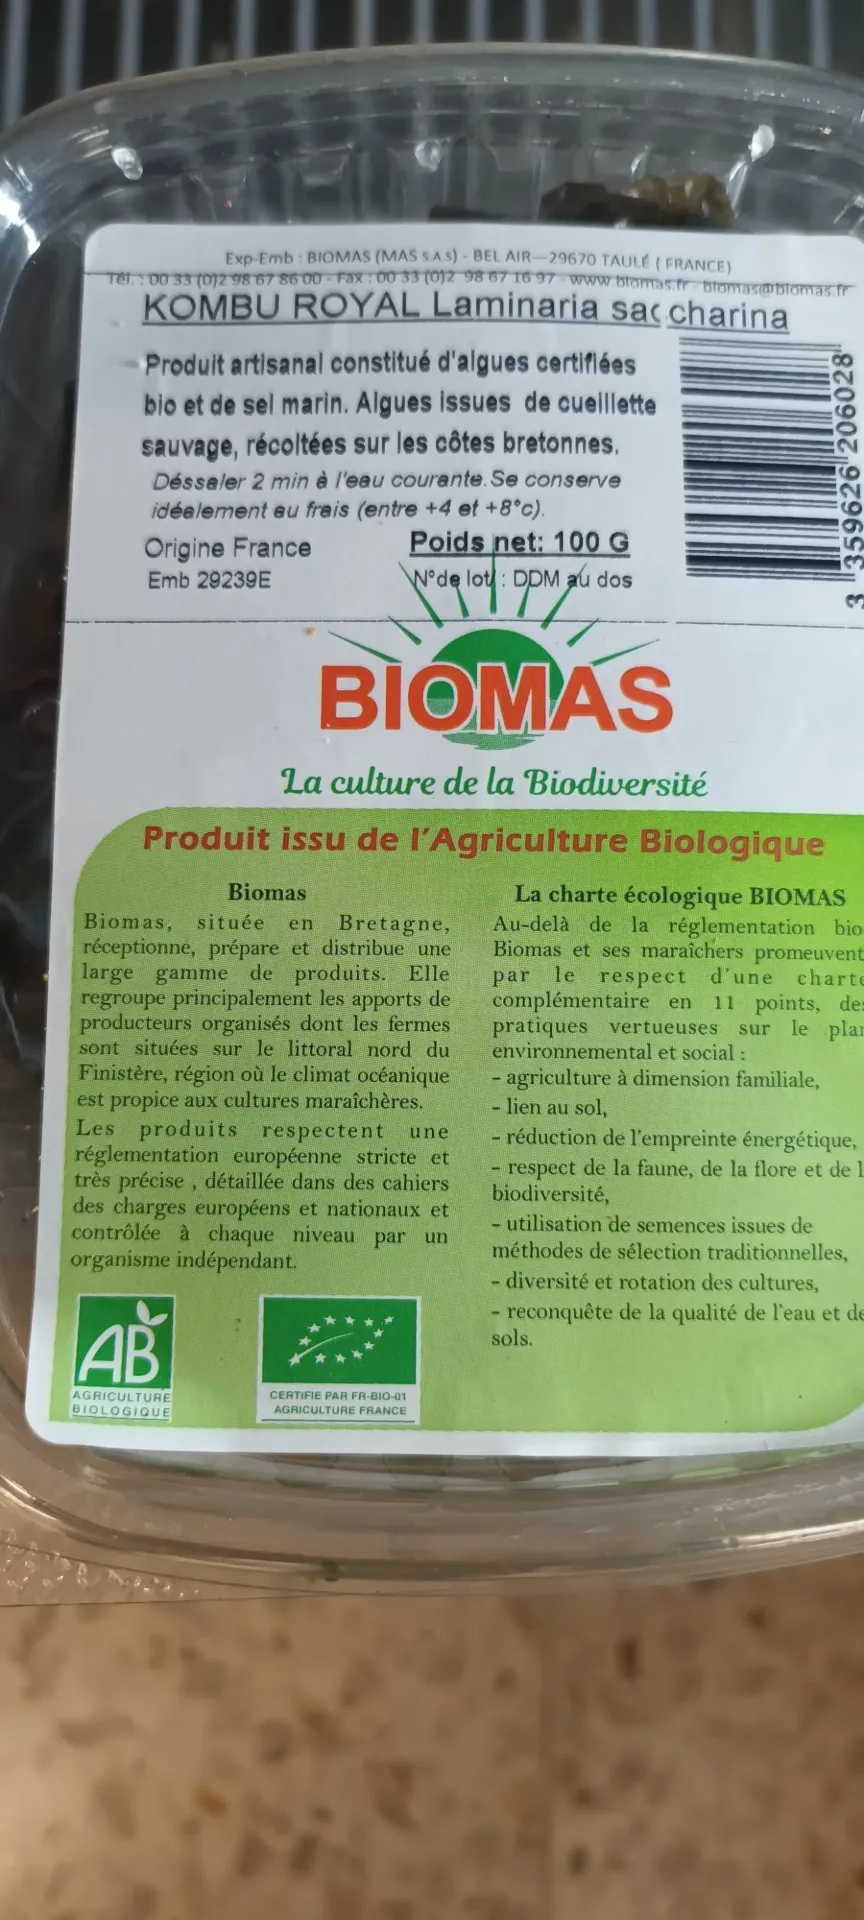 Exp-Emb : BIOMAS (MAS S.A.S) - BEL AIR—29670 TAULÉ ( FRANCE)
Tél. : 00 33 (0)2 98 67 86 00 - Fax : 00 33 (0)2 98 67 16 97 - www.biomas.fr - biomas@biomas.fr
KOMBU ROYAL Laminaria saccharina
Produit artisanal constitué d'algues certifiées
bio et de sel marin. Algues issues de cueillette
sauvage, récoltées sur les côtes bretonnes.
Déssaler 2 min à l'eau courante. Se conserve
idéalement au frais (entre +4 et +8°c).
Origine France
Poids net: 100 G
Emb 29239E
N°de lot : DDM au dos
3 359626 206028
BIOMAS
La culture de la Biodiversité
Produit issu de l'Agriculture Biologique
Biomas
Biomas, située en Bretagne,
réceptionne, prépare et distribue une
large gamme de produits. Elle
regroupe principalement les apports de
producteurs organisés dont les fermes
sont situées sur le littoral nord du
Finistère, région où le climat océanique
est propice aux cultures maraîchères.
Les produits respectent une
réglementation européenne stricte et
très précise , détaillée dans des cahiers
des charges européens et nationaux et
contrôlée à chaque niveau par un
organisme indépendant.
La charte écologique BIOMAS
Au-delà de la réglementation bio
Biomas et ses maraîchers promeuvent
par le respect d'une charte
complémentaire en 11 points,
pratiques vertueuses sur le
environnemental et social :
- agriculture à dimension familiale,
- lien au sol,
- réduction de l'empreinte énergétique,
- respect de la faune, de la flore et de
biodiversité,
- utilisation de semences issues de
méthodes de sélection traditionnelles,
- diversité et rotation des cultures,
- reconquête de la qualité de l'eau et
sols.
AB
AGRICULTURE
BIOLOGIQUE
CERTIFIE PAR FR-BIO-01
AGRICULTURE FRANCE